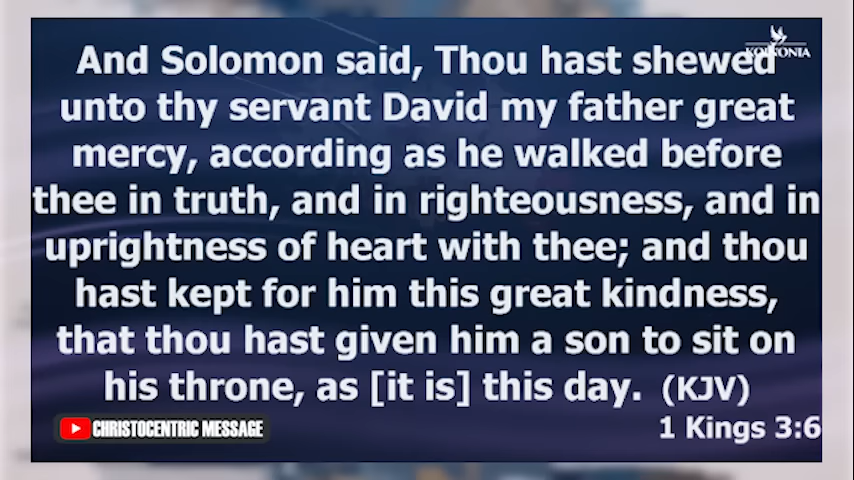 KOINONIA
And Solomon said, Thou hast shewed
unto thy servant David my father great
mercy, according as he walked before
thee in truth, and in righteousness, and in
uprightness of heart with thee; and thou
hast kept for him this great kindness,
that thou hast given him a son to sit on
his throne, as [it is] this day. (KJV)
CHRISTOCENTRIC MESSAGE
1 Kings 3:6